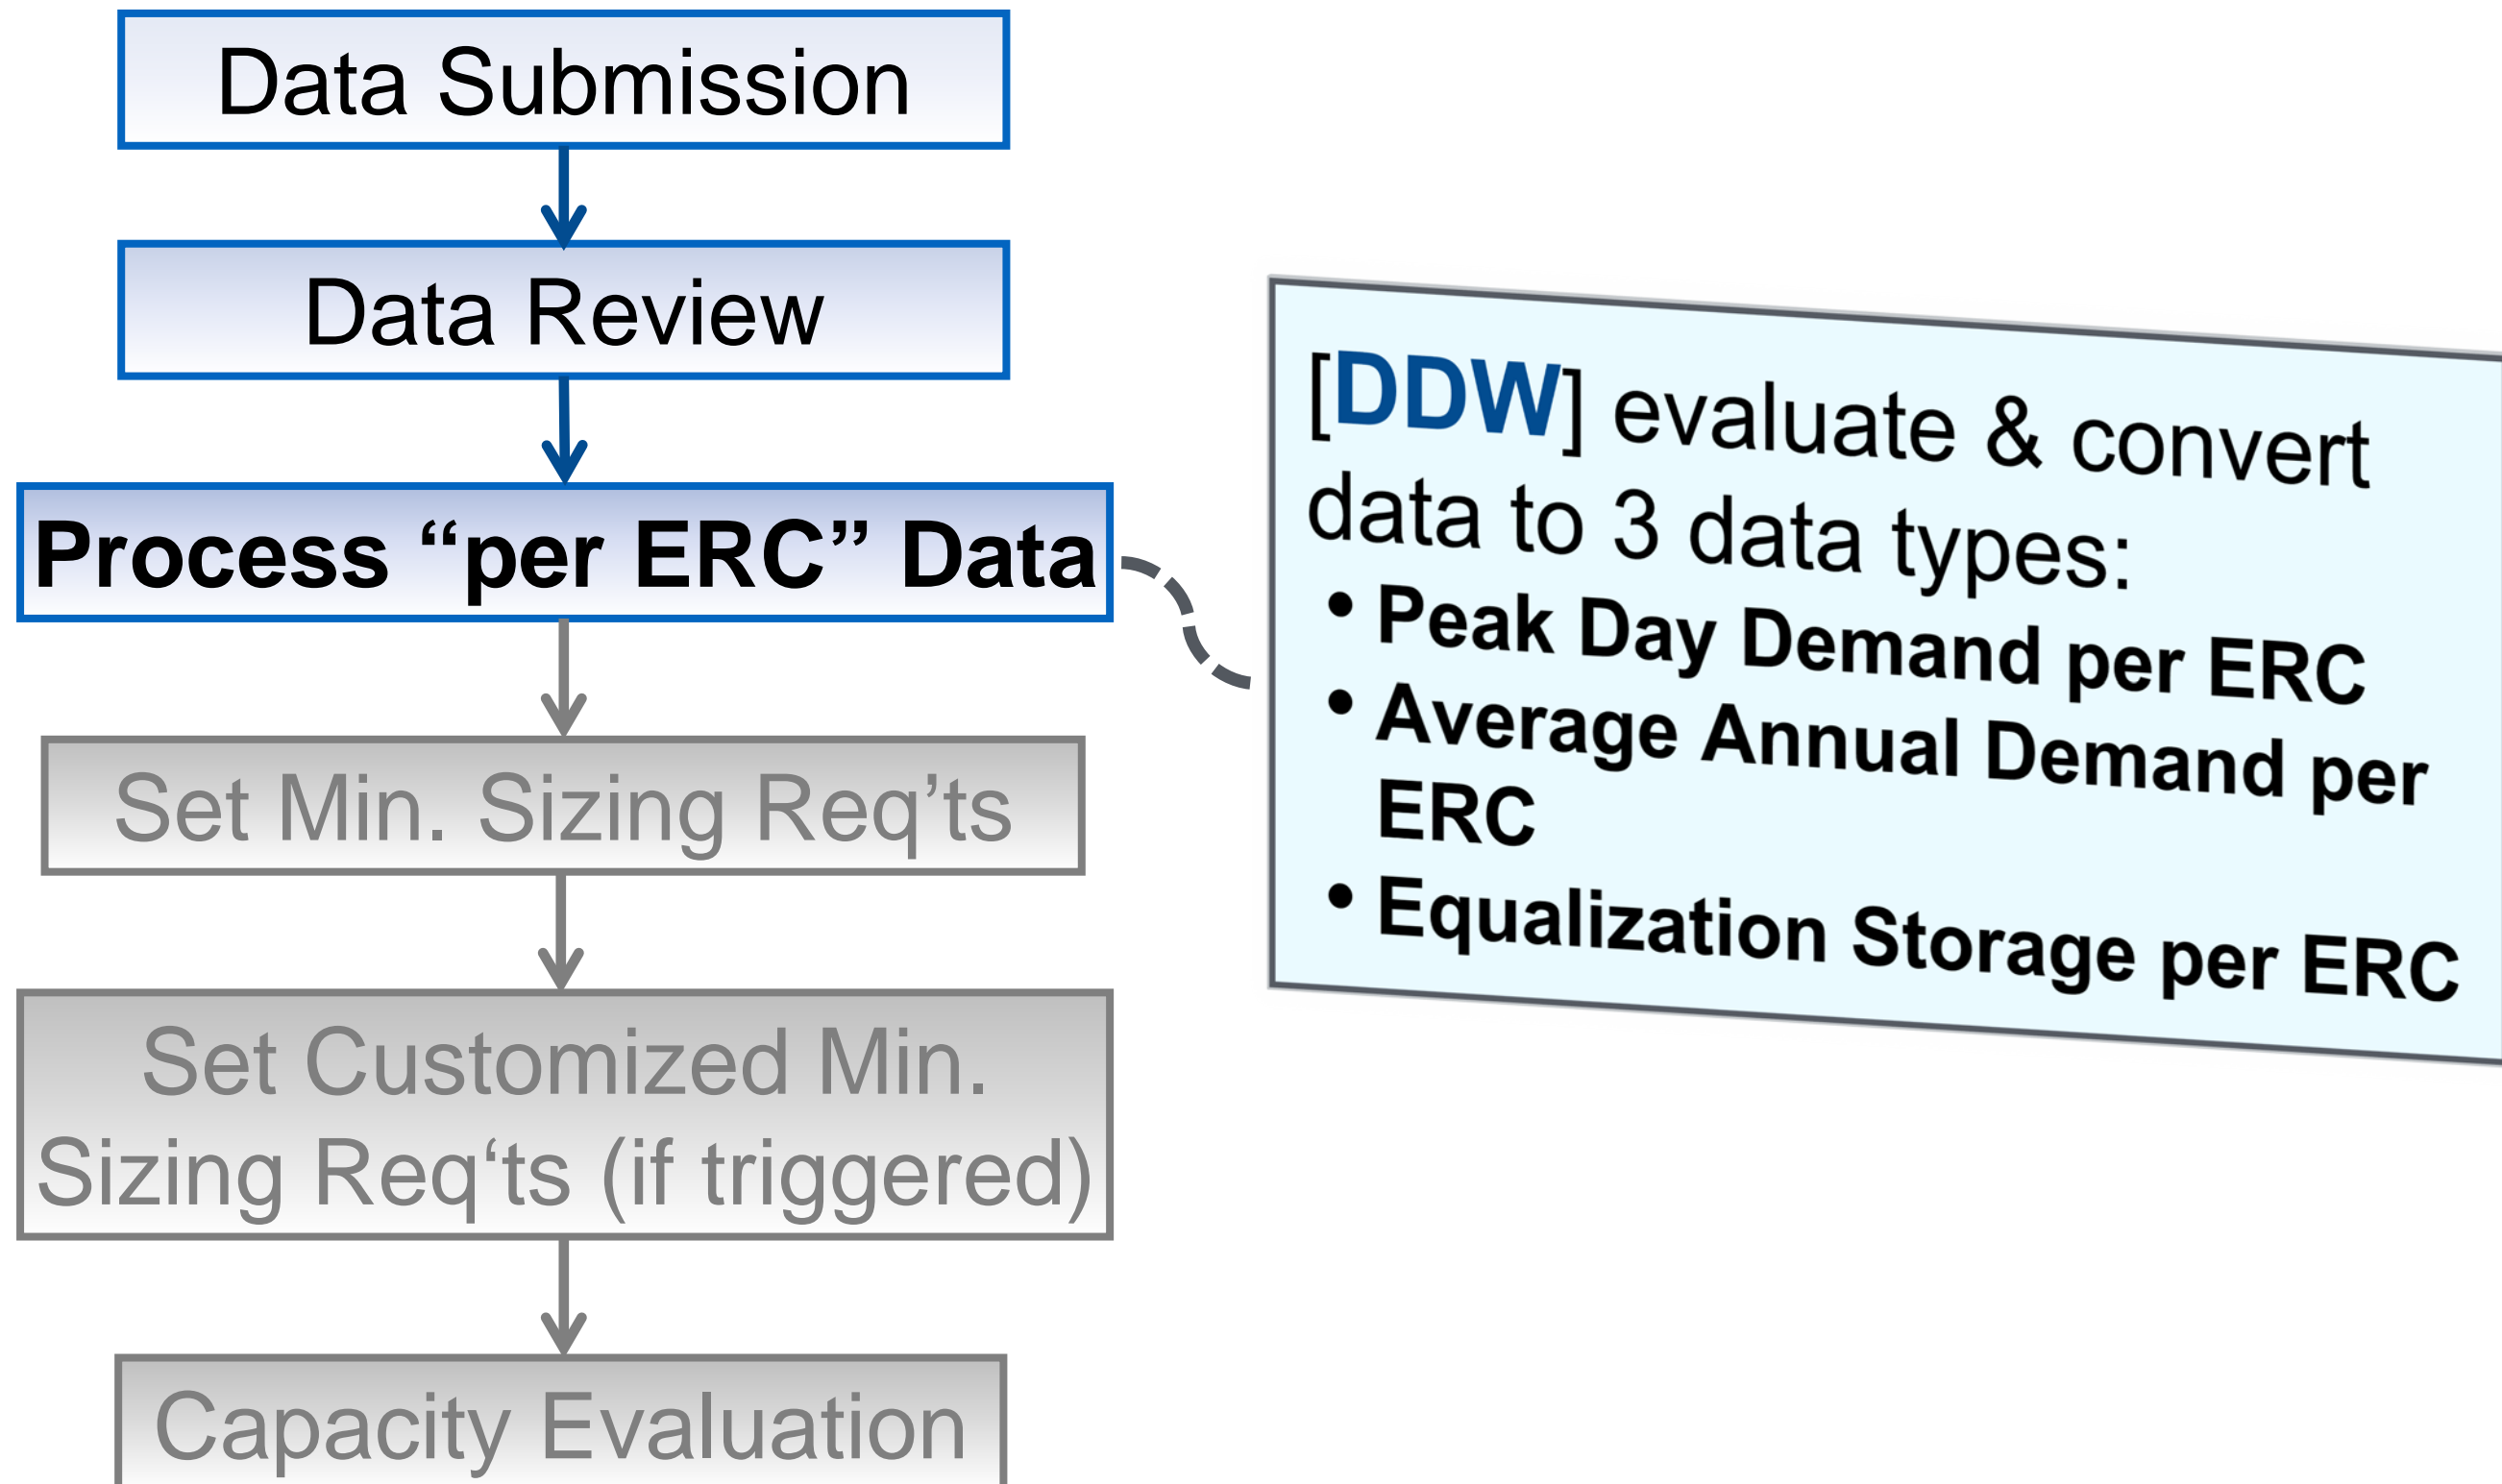 Data Submission
Data Review
Process “per ERC” Data
Set Min. Sizing Req’ts
Set Customized Min.
Sizing Req‘ts (if triggered)
Capacity Evaluation
[DDW] evaluate & convert
data to 3 data types:
• Peak Day Demand per ERC
• Average Annual Demand per
ERC
• Equalization Storage per ERC